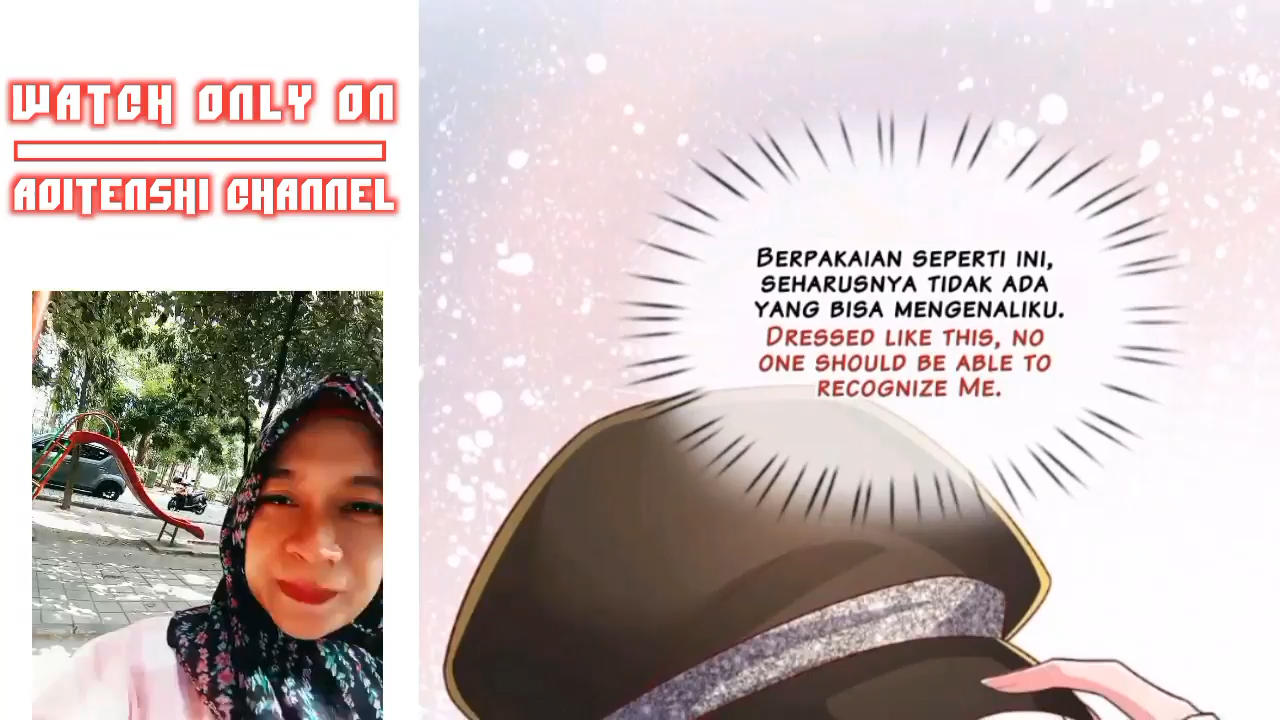 WATCH ONLY ON
ADITENSHI CHANNEL
BERPAKAIAN SEPERTI INI,
SEHARUSNYA TIDAK ADA
YANG BISA MENGENALIKU.
DRESSED LIKE THIS, NO
ONE SHOULD BE ABLE TO
RECOGNIZE ME.